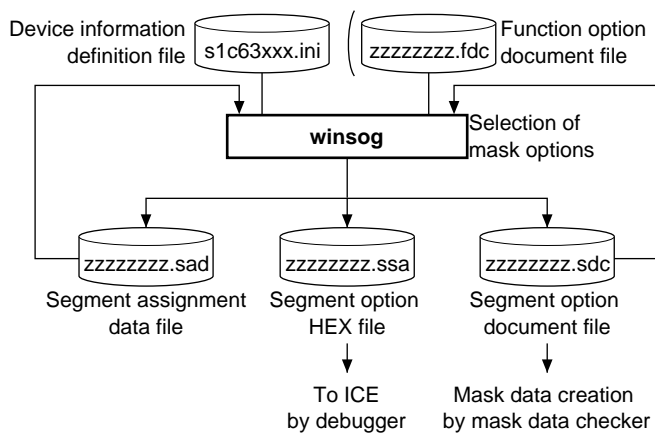 Device information
definition file
s1c63xxx.ini
( zzzzzzzz.fdc
Function option
document file
winsog
Selection of
mask options
zzzzzzzz.sad
zzzzzzzz.ssa
zzzzzzzz.sdc
Segment assignment
data file
Segment option
HEX file
Segment option
document file
To ICE
by debugger
Mask data creation
by mask data checker